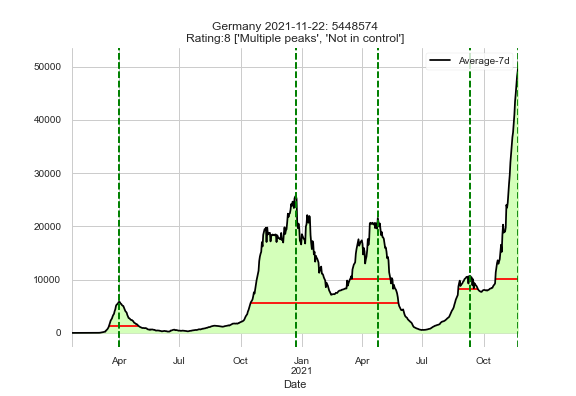 Germany 2021-11-22: 5448574
Rating:8 ['Multiple peaks', 'Not in control']
Average-7d
50000
40000
30000
20000
10000
0
Apr Jul Oct Jan Apr Jul Oct
2021
Date